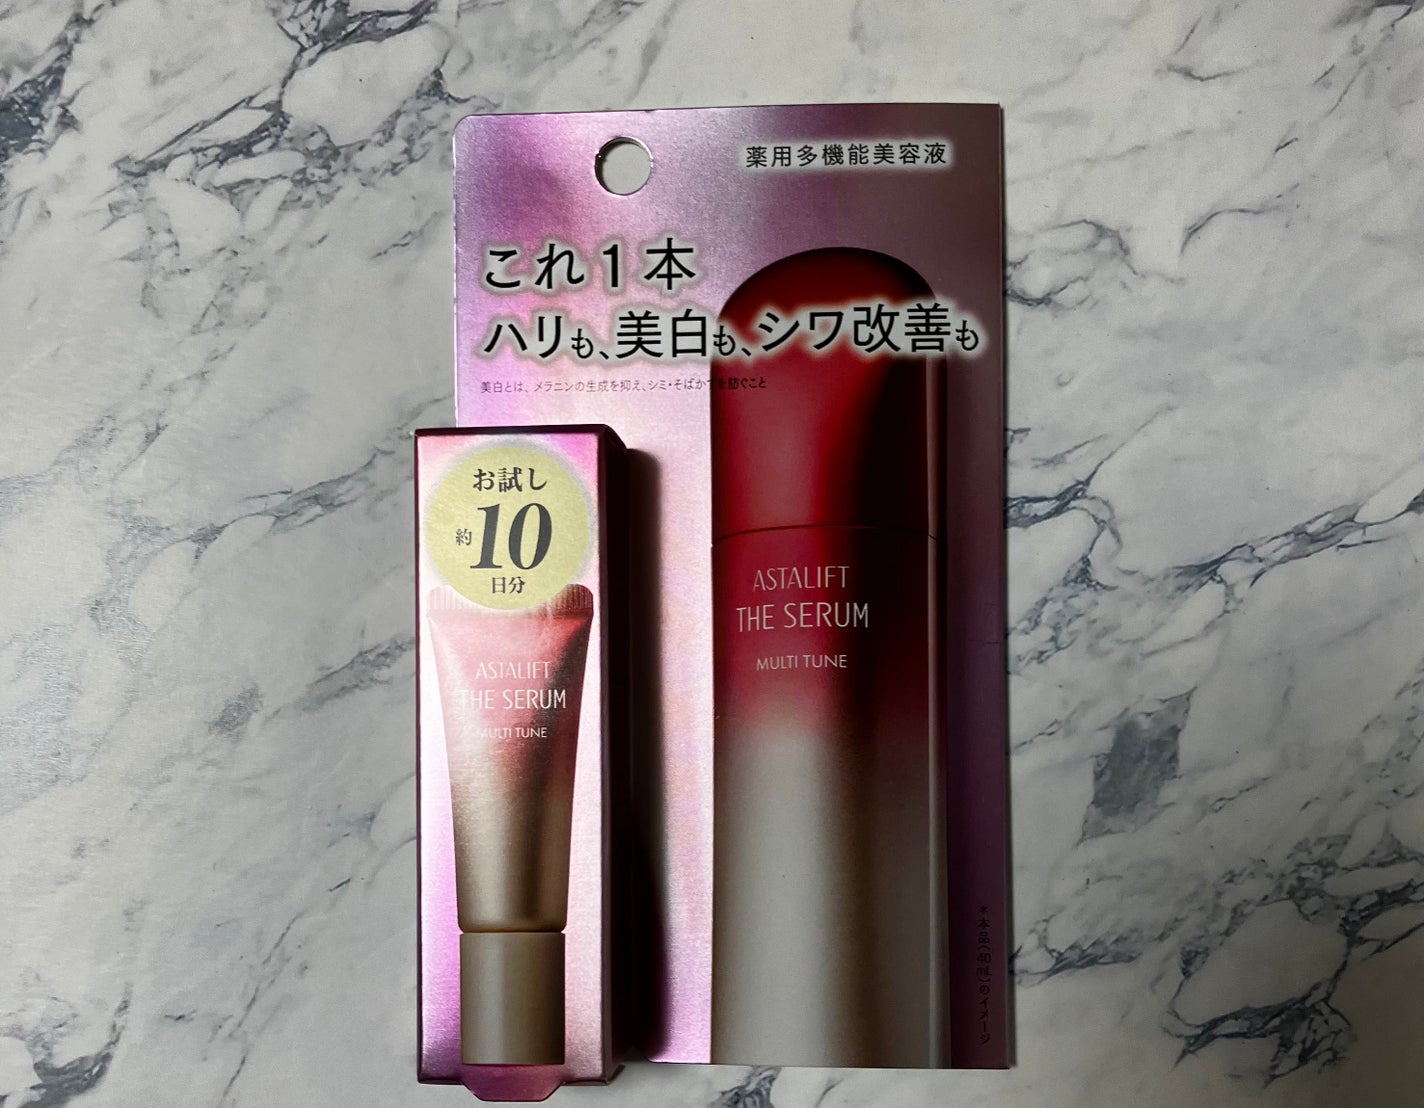 薬用多機能美容液
これ1本
ハリも、美白も、シワ改善も
美白とは、メラニンの生成を抑え、シミ・そばかすを防ぐこと
ASTALIFT
THE SERUM
MULTI TUNE
*本品(40mL)のイメージ
お試し
約10
日分
ASTALIFT
THE SERUM
MULTI TUNE